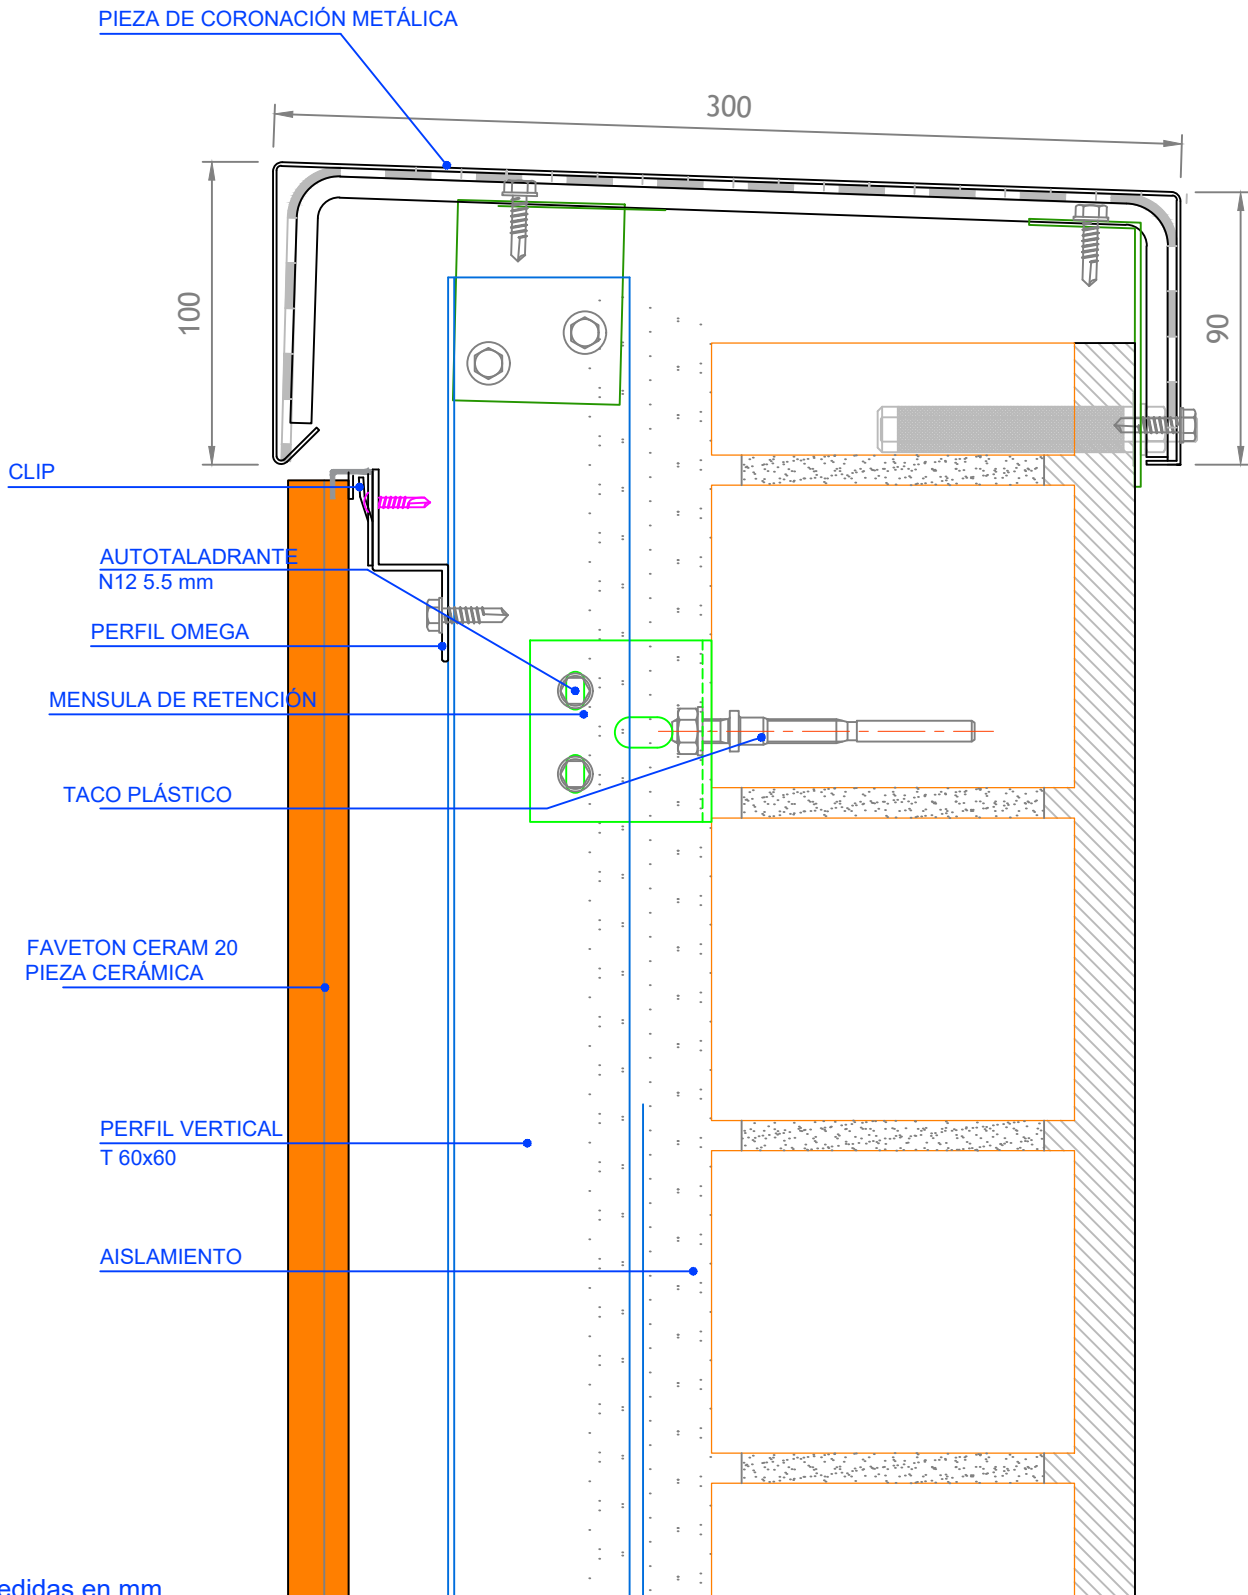 PIEZA DE CORONACIÓN METÁLICA
300
100
90
CLIP
AUTOTALADRANTE
N12 5.5 mm
PERFIL OMEGA
MENSULA DE RETENCIÓN
TACO PLÁSTICO
FAVETON CERAM 20
PIEZA CERÁMICA
PERFIL VERTICAL
T 60x60
AISLAMIENTO
edidas en mm